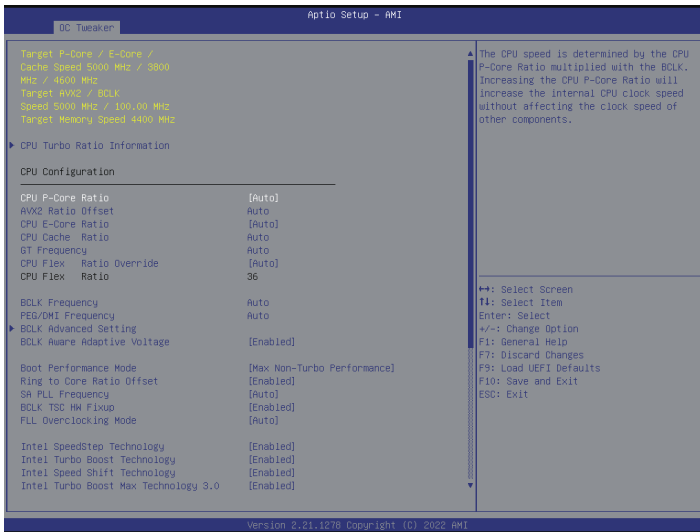 Aptio Setup – AMI
OC Tweaker
Target P-Core / E-Core /
Cache Speed 5000 MHz / 3800
MHz / 4600 MHz
Target AVX2 / BCLK
Speed 5000 MHz / 100.00 MHz
Target Memory Speed 4400 MHz
CPU Turbo Ratio Information
CPU Configuration
CPU P-Core Ratio [Auto]
AVX2 Ratio Offset Auto
CPU E-Core Ratio [Auto]
CPU Cache Ratio Auto
GT Frequency Auto
CPU Flex Ratio Override [Auto]
CPU Flex Ratio 36
BCLK Frequency Auto
PEG/DMI Frequency Auto
BCLK Advanced Setting
BCLK Aware Adaptive Voltage [Enabled]
Boot Performance Mode [Max Non-Turbo Performance]
Ring to Core Ratio Offset [Enabled]
SA PLL Frequency [Auto]
BCLK TSC HW Fixup [Enabled]
FLL Overclocking Mode [Auto]
Intel SpeedStep Technology [Enabled]
Intel Turbo Boost Technology [Enabled]
Intel Speed Shift Technology [Enabled]
Intel Turbo Boost Max Technology 3.0 [Enabled]
The CPU speed is determined by the CPU
P-Core Ratio multiplied with the BCLK.
Increasing the CPU P-Core Ratio will
increase the internal CPU clock speed
without affecting the clock speed of
other components.
↔: Select Screen
↑↓: Select Item
Enter: Select
+/-: Change Option
F1: General Help
F7: Discard Changes
F9: Load UEFI Defaults
F10: Save and Exit
ESC: Exit
Version 2.21.1278 Copyright (C) 2022 AMI